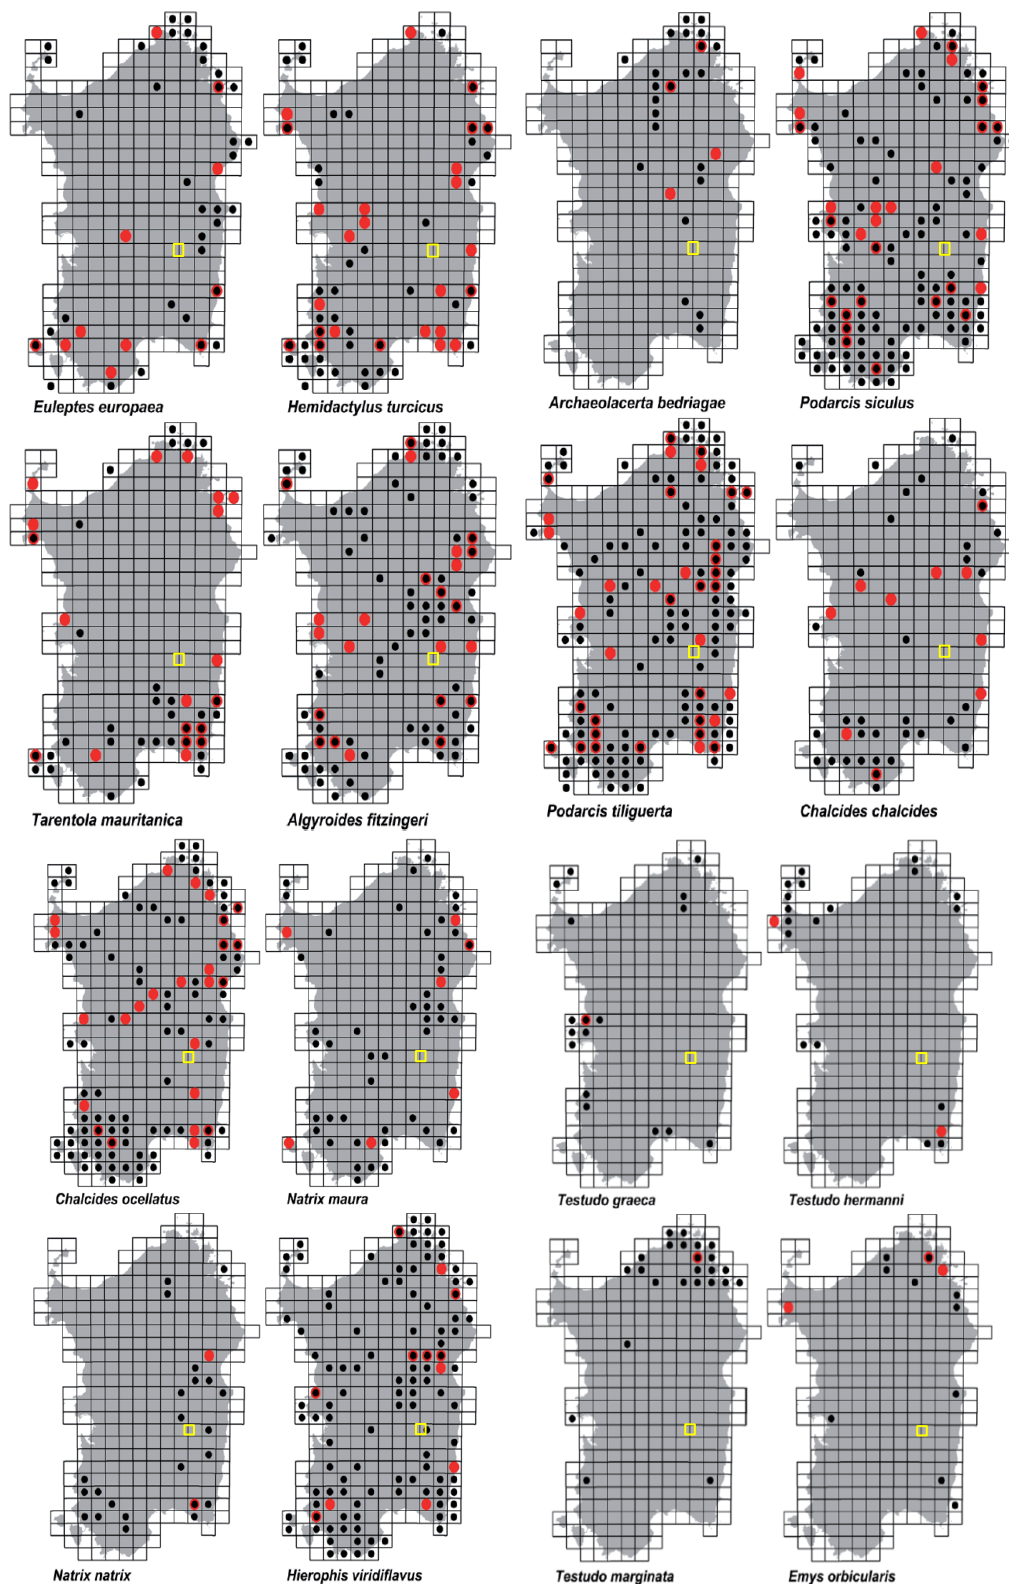 Euleptes europaea
Hemidactylus turcicus
Archaeolacerta bedriagae
Podarcis siculus
Tarentola mauritanica
Algyroides fitzingeri
Podarcis tiliguerta
Chalcides chalcides
Chalcides ocellatus
Natrix maura
Testudo graeca
Testudo hermanni
Natrix natrix
Hierophis viridiflavus
Testudo marginata
Emys orbicularis